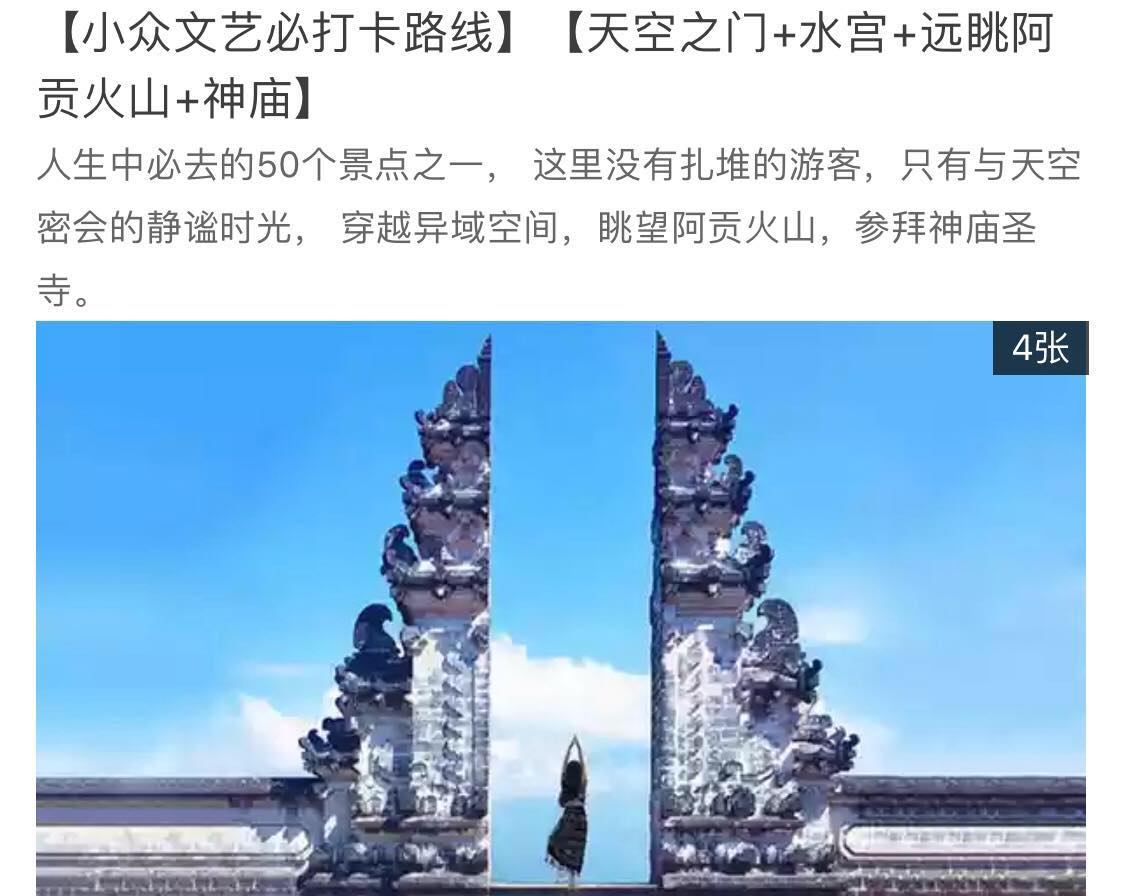 【小众文艺必打卡路线】【天空之门+水宫+远眺阿
贡火山+神庙】
人生中必去的50个景点之一， 这里没有扎堆的游客，只有与天空
密会的静谧时光， 穿越异域空间，眺望阿贡火山，参拜神庙圣
寺。
4张